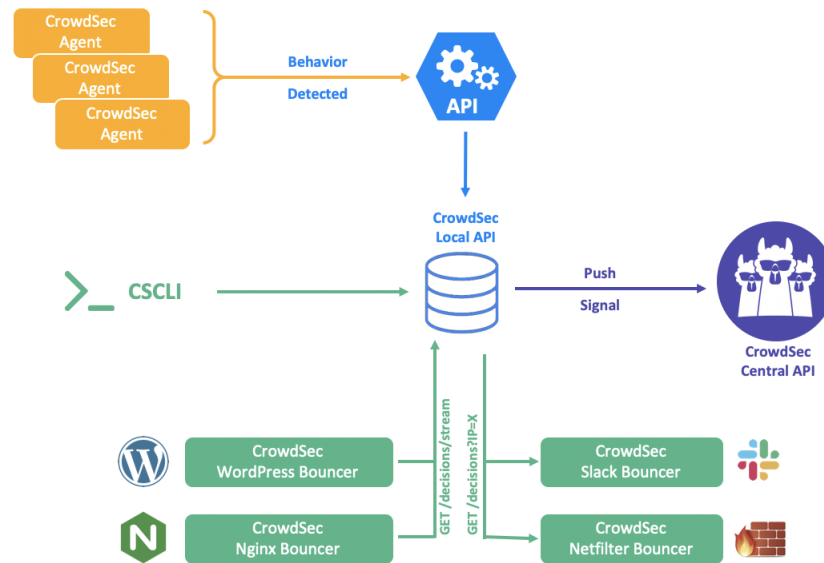 CrowdSec
Agent
CrowdSec
Agent
CrowdSec
Agent
Behavior
Detected
API
CrowdSec
Local API
>_ CSCLI
Push
Signal
CrowdSec
Central API
GET /decisions/stream
GET /decisions?IP=X
CrowdSec
WordPress Bouncer
CrowdSec
Slack Bouncer
CrowdSec
Nginx Bouncer
CrowdSec
Netfilter Bouncer